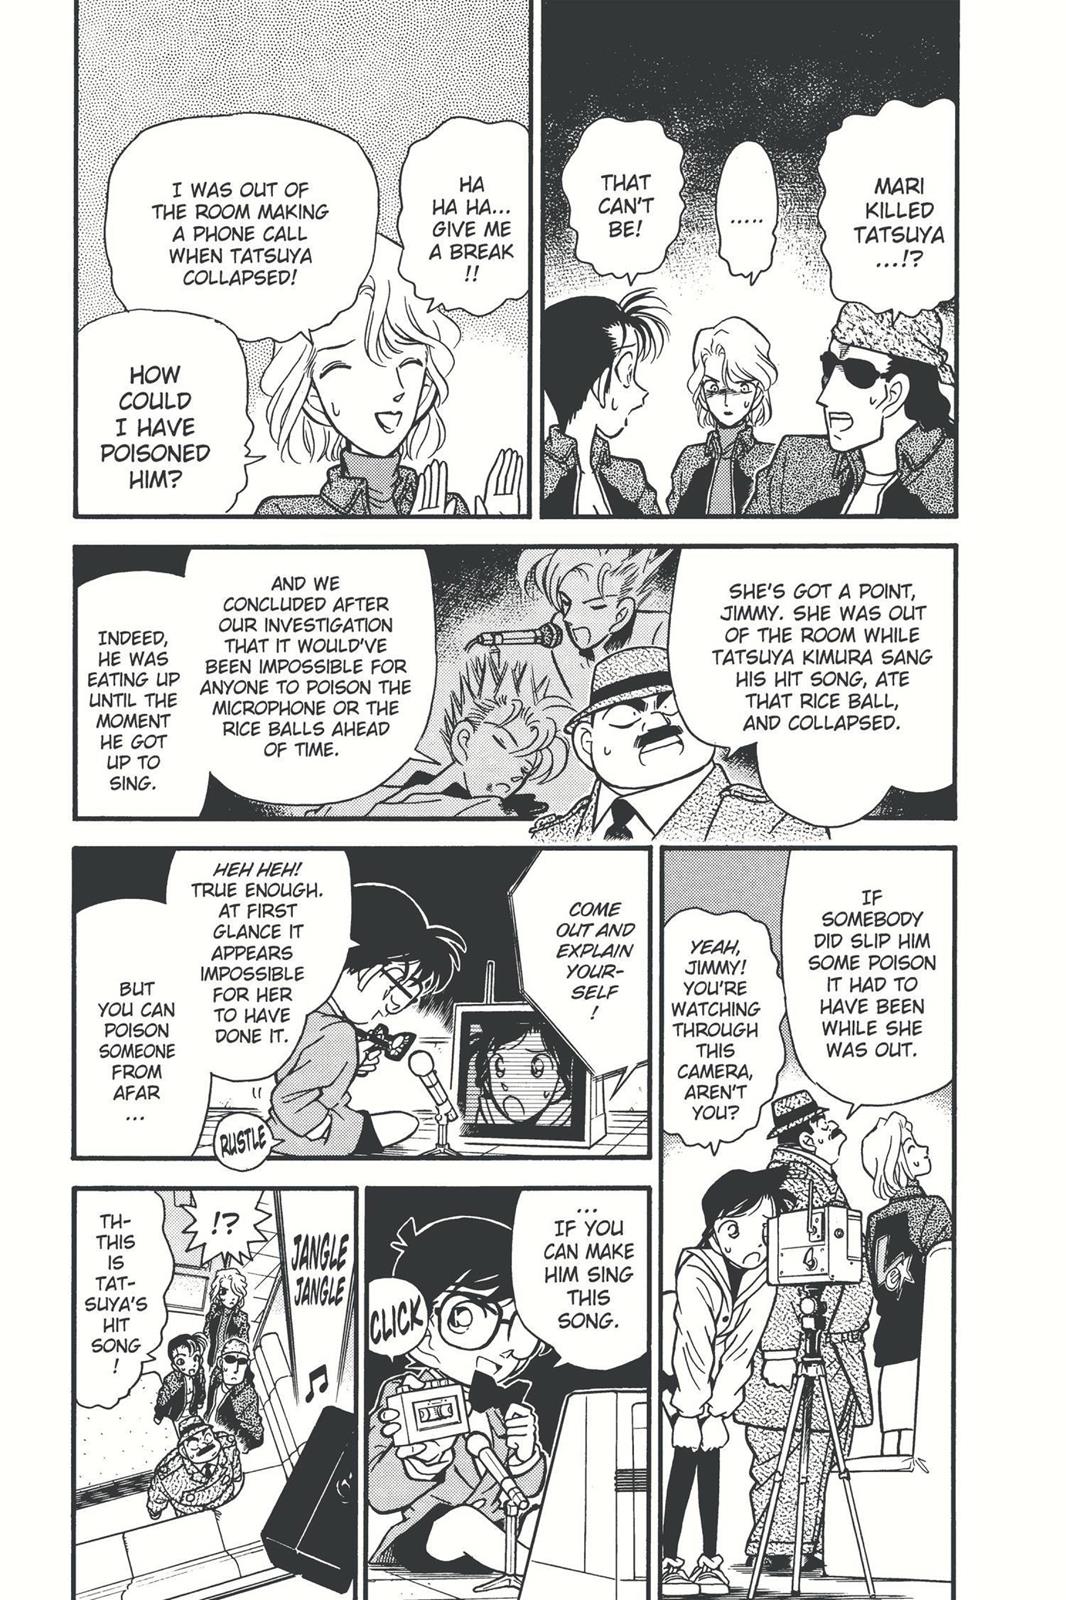 MARI
KILLED
TATSUYA
...!?
.....
THAT
CAN'T
BE!
HA
HA HA...
GIVE ME
A BREAK
!!
I WAS OUT OF
THE ROOM MAKING
A PHONE CALL
WHEN TATSUYA
COLLAPSED!
HOW
COULD
I HAVE
POISONED
HIM?
SHE'S GOT A POINT,
JIMMY. SHE WAS OUT
OF THE ROOM WHILE
TATSUYA KIMURA SANG
HIS HIT SONG, ATE
THAT RICE BALL,
AND COLLAPSED.
AND WE
CONCLUDED AFTER
OUR INVESTIGATION
THAT IT WOULD'VE
BEEN IMPOSSIBLE FOR
ANYONE TO POISON THE
MICROPHONE OR THE
RICE BALLS AHEAD
OF TIME.
INDEED,
HE WAS
EATING UP
UNTIL THE
MOMENT
HE GOT
UP TO
SING.
IF
SOMEBODY
DID SLIP HIM
SOME POISON
IT HAD TO
HAVE BEEN
WHILE SHE
WAS OUT.
YEAH,
JIMMY!
YOU'RE
WATCHING
THROUGH
THIS
CAMERA,
AREN'T
YOU?
COME
OUT AND
EXPLAIN
YOUR-
SELF
!
HEH HEH!
TRUE ENOUGH.
AT FIRST
GLANCE IT
APPEARS
IMPOSSIBLE
FOR HER
TO HAVE
DONE IT.
RUSTLE
BUT
YOU CAN
POISON
SOMEONE
FROM
AFAR
...
...
IF YOU
CAN MAKE
HIM SING
THIS
SONG.
CLICK
JANGLE
JANGLE
!?
TH-
THIS
IS
TAT-
SUYA'S
HIT
SONG
!